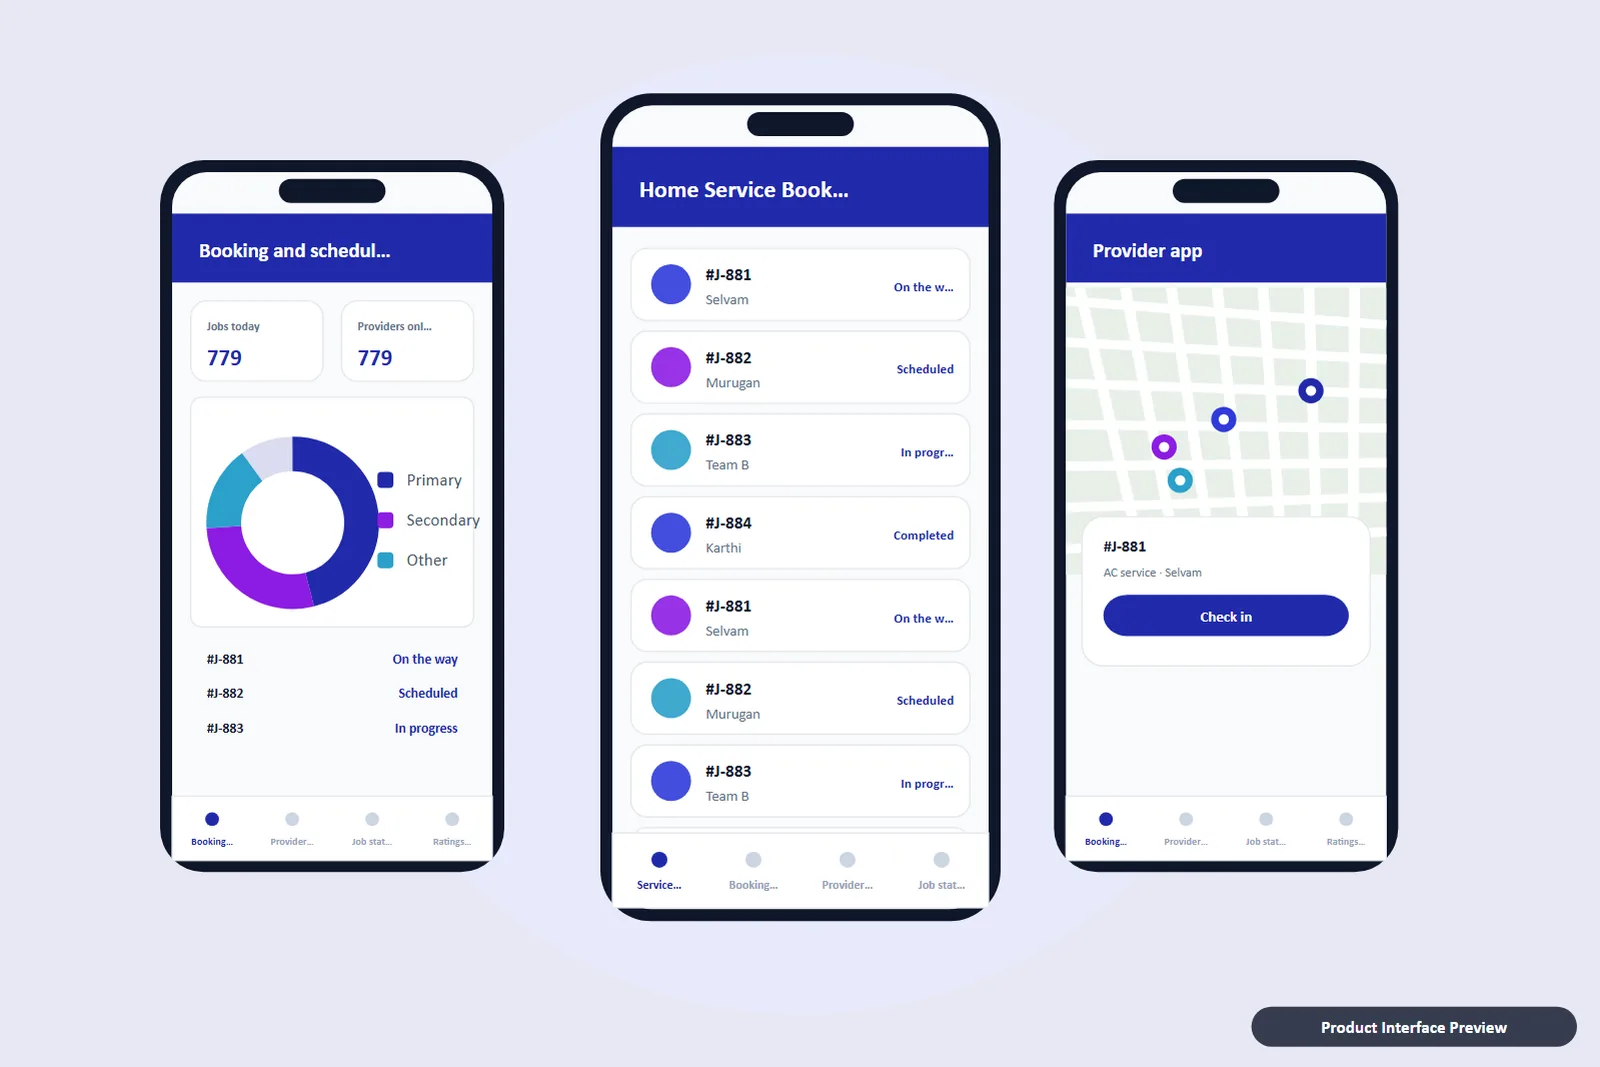 Booking and schedul...
Jobs today
779
Providers onl...
779
Primary
Secondary
Other
#J-881 On the way
#J-882 Scheduled
#J-883 In progress
Booking... Provider... Job stat... Ratings...
Home Service Book...
#J-881
Selvam
On the w...
#J-882
Murugan
Scheduled
#J-883
Team B
In progr...
#J-884
Karthi
Completed
#J-881
Selvam
On the w...
#J-882
Murugan
Scheduled
#J-883
Team B
In progr...
Service... Booking... Provider... Job stat...
Provider app
#J-881
AC service · Selvam
Check in
Booking... Provider... Job stat... Ratings...
Product Interface Preview